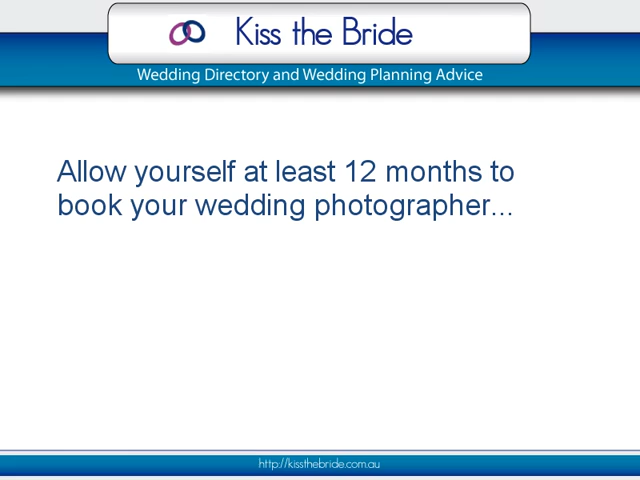 Kiss the Bride
Wedding Directory and Wedding Planning Advice
Allow yourself at least 12 months to
book your wedding photographer...
http://kissthebride.com.au